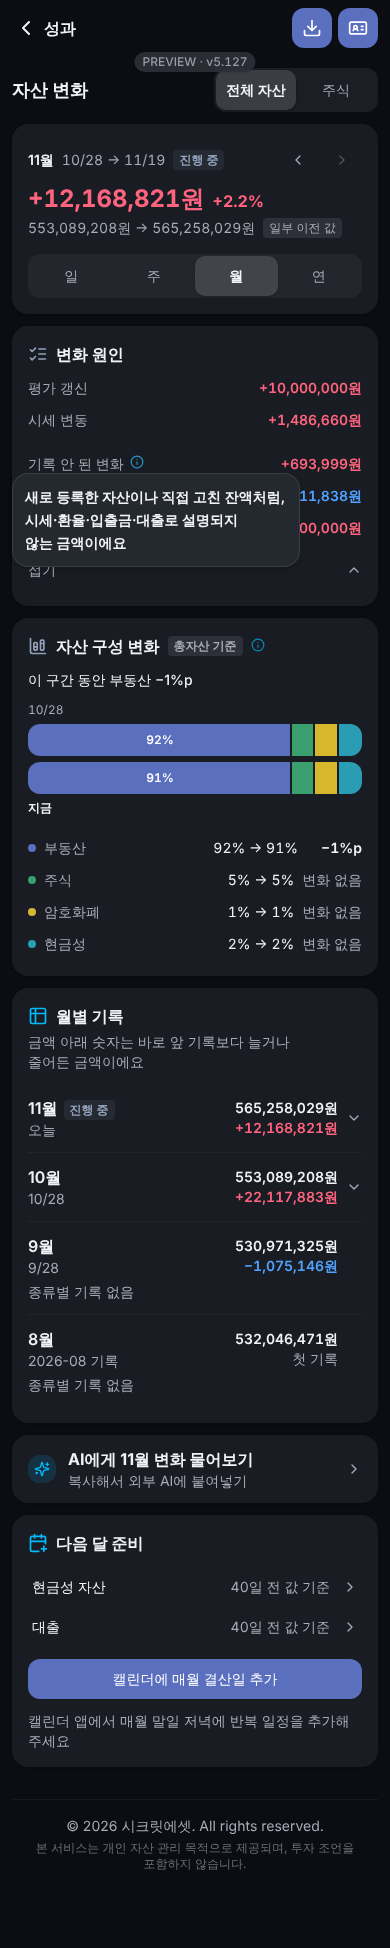 성과
PREVIEW · v5.127
자산 변화
전체 자산 주식
11월 10/28 → 11/19 진행 중
+12,168,821원 +2.2%
553,089,208원 → 565,258,029원 일부 이전 값
일 주 월 연
변화 원인
평가 갱신 +10,000,000원
시세 변동 +1,486,660원
기록 안 된 변화 +693,999원
새로 등록한 자산이나 직접 고친 잔액처럼,
시세·환율·입출금·대출로 설명되지
않는 금액이에요
접기
자산 구성 변화 총자산 기준
이 구간 동안 부동산 −1%p
10/28
92%
91%
지금
부동산 92% → 91% −1%p
주식 5% → 5% 변화 없음
암호화폐 1% → 1% 변화 없음
현금성 2% → 2% 변화 없음
월별 기록
금액 아래 숫자는 바로 앞 기록보다 늘거나
줄어든 금액이에요
11월 진행 중 565,258,029원
오늘 +12,168,821원
10월 553,089,208원
10/28 +22,117,883원
9월 530,971,325원
9/28 −1,075,146원
종류별 기록 없음
8월 532,046,471원
2026-08 기록 첫 기록
종류별 기록 없음
AI에게 11월 변화 물어보기
복사해서 외부 AI에 붙여넣기
다음 달 준비
현금성 자산 40일 전 값 기준
대출 40일 전 값 기준
캘린더에 매월 결산일 추가
캘린더 앱에서 매월 말일 저녁에 반복 일정을 추가해
주세요
© 2026 시크릿에셋. All rights reserved.
본 서비스는 개인 자산 관리 목적으로 제공되며, 투자 조언을
포함하지 않습니다.